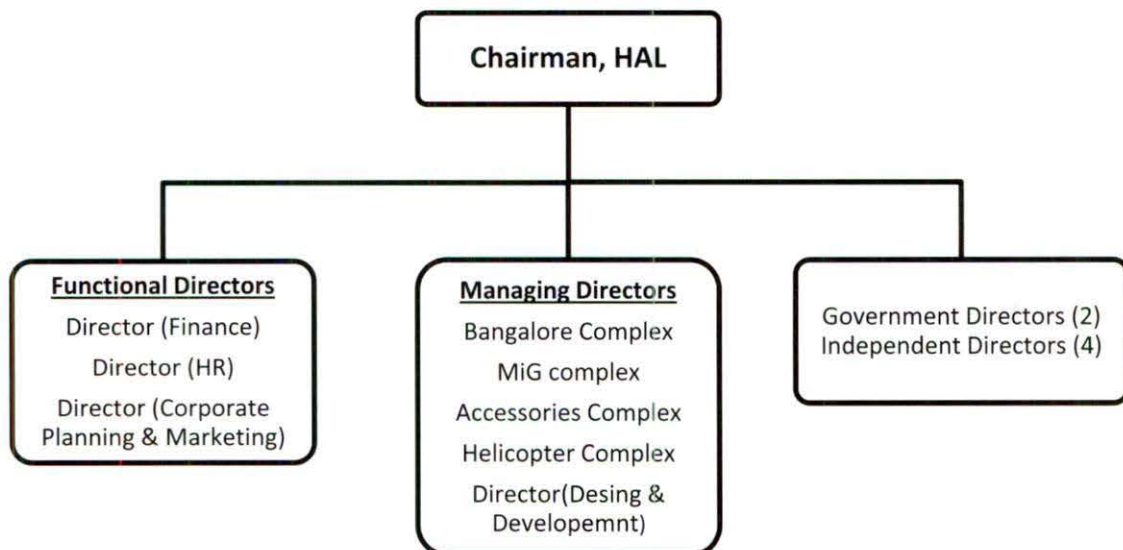 Chairman, HAL
Functional Directors
Director (Finance)
Director (HR)
Director (Corporate
Planning & Marketing)
Managing Directors
Bangalore Complex
MiG complex
Accessories Complex
Helicopter Complex
Director(Desing &
Developemnt)
Government Directors (2)
Independent Directors (4)